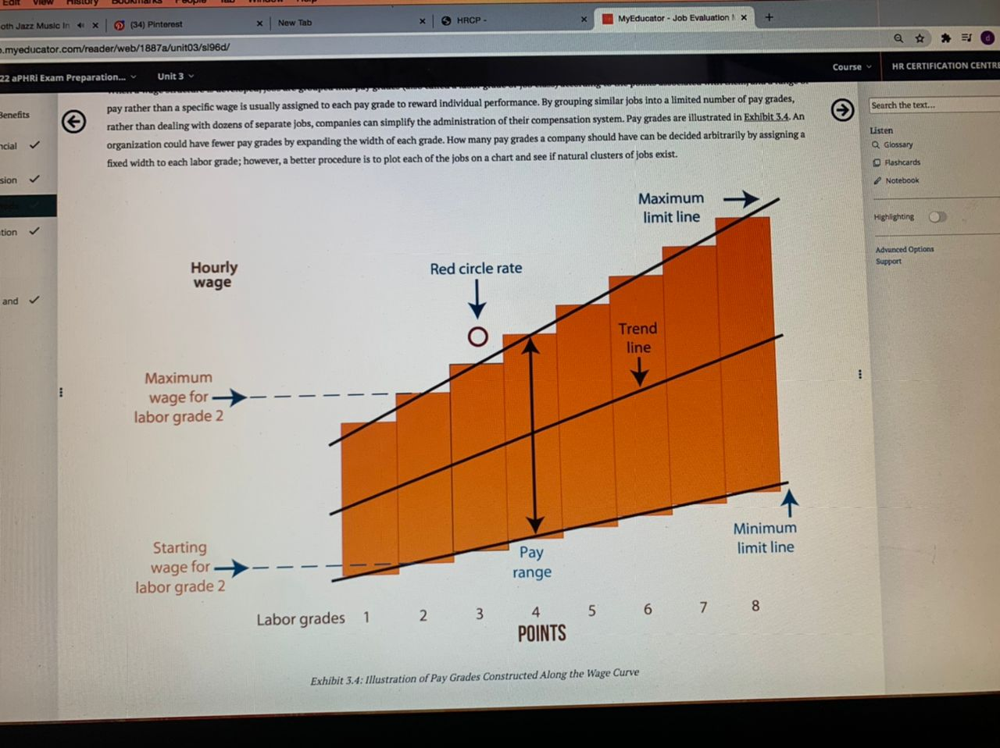 Edit View History Bookmarks People Tab Window Help
oth Jazz Music In
(34) Pinterest
New Tab
HRCP -
MyEducator - Job Evaluation
.myeducator.com/reader/web/1887a/unit03/sl96d/
22 aPHRi Exam Preparation...
Unit 3
Course
HR CERTIFICATION CENTRE
Benefits
ncial
sion
tion
and
pay rather than a specific wage is usually assigned to each pay grade to reward individual performance. By grouping similar jobs into a limited number of pay grades,
rather than dealing with dozens of separate jobs, companies can simplify the administration of their compensation system. Pay grades are illustrated in Exhibit 3.4. An
organization could have fewer pay grades by expanding the width of each grade. How many pay grades a company should have can be decided arbitrarily by assigning a
fixed width to each labor grade; however, a better procedure is to plot each of the jobs on a chart and see if natural clusters of jobs exist.
Search the text...
Listen
Glossary
Flashcards
Notebook
Highlighting
Advanced Options
Support
Maximum
limit line
Hourly
wage
Red circle rate
Trend
line
Maximum
wage for
labor grade 2
Starting
wage for
labor grade 2
Pay
range
Minimum
limit line
Labor grades 1 2 3 4 5 6 7 8
POINTS
Exhibit 3.4: Illustration of Pay Grades Constructed Along the Wage Curve